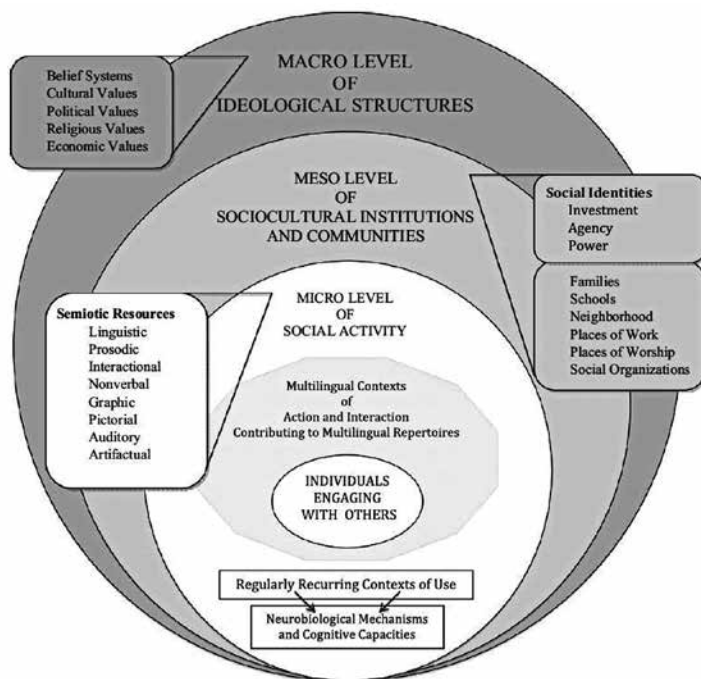 MACRO LEVEL
OF
IDEOLOGICAL STRUCTURES
Belief Systems
Cultural Values
Political Values
Religious Values
Economic Values
MESO LEVEL
OF
SOCIOCULTURAL INSTITUTIONS
AND COMMUNITIES
Social Identities
Investment
Agency
Power
Families
Schools
Neighborhood
Places of Work
Places of Worship
Social Organizations
MICRO LEVEL
OF
SOCIAL ACTIVITY
Semiotic Resources
Linguistic
Prosodic
Interactional
Nonverbal
Graphic
Pictorial
Auditory
Artifactual
Multilingual Contexts
of
Action and Interaction
Contributing to Multilingual Repertoires
INDIVIDUALS
ENGAGING
WITH OTHERS
Regularly Recurring Contexts of Use
Neurobiological Mechanisms
and Cognitive Capacities